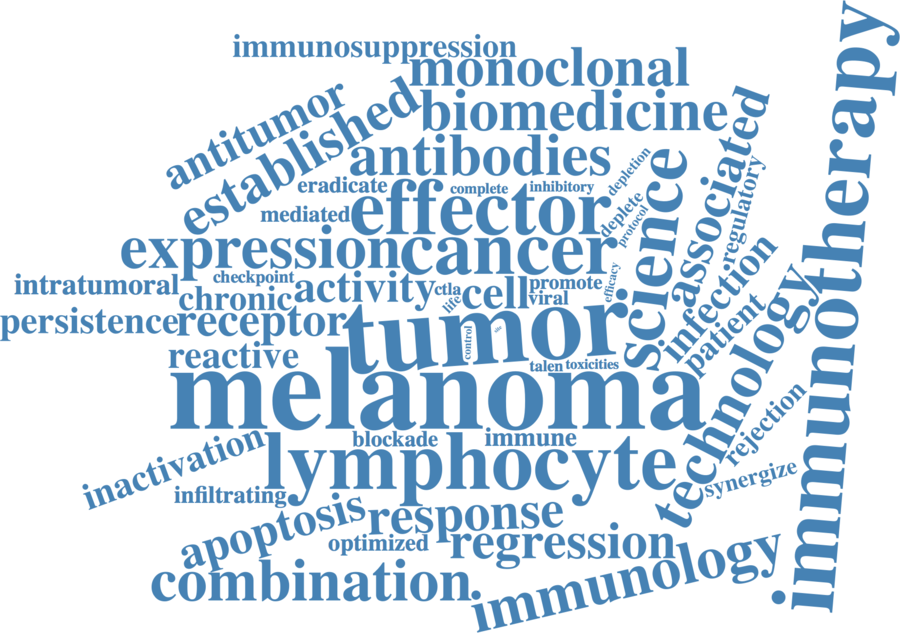 immunosuppression
monoclonal
antitumor
established
biomedicine
antibodies
eradicate
complete
inhibitory
depletion
mediated
effector
deplete
protocol
science
associated
regulatory
immunotherapy
expression
cancer
intratumoral
checkpoint
chronic
activity
ctla
life
cell
promote
viral
efficacy
infection
patient
persistence
receptor
tumor
control
reactive
talen
toxicities
melanoma
technology
rejection
synergize
inactivation
blockade
immune
lymphocyte
infiltrating
apoptosis
response
optimized
regression
combination.
immunology